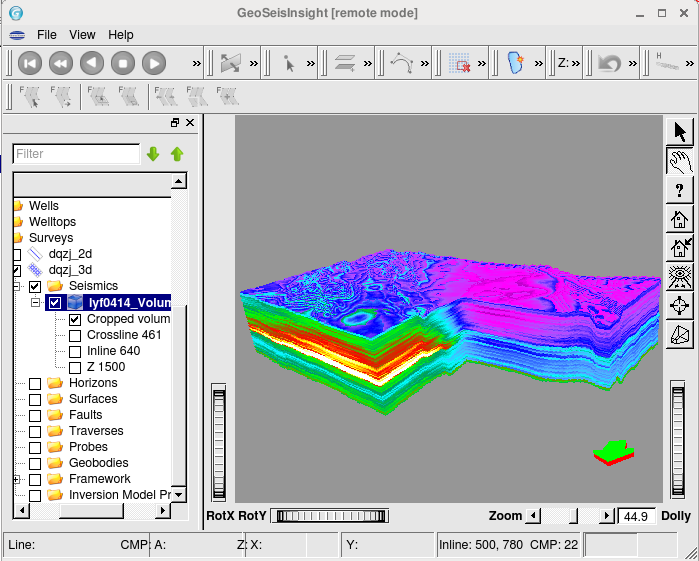 GeoSeisInsight [remote mode]
File View Help
» » » » » » Z: » » H »
F F F F F F F
Filter
Wells
Welltops
Surveys
dqzj_2d
dqzj_3d
Seismics
lyf0414_Volun
Cropped volum
Crossline 461
Inline 640
Z 1500
Horizons
Surfaces
Faults
Traverses
Probes
Geobodies
Framework
Inversion Model Pr
?
RotX RotY Zoom 44.9 Dolly
Line: CMP: A: Z: X: Y: Inline: 500, 780 CMP: 22